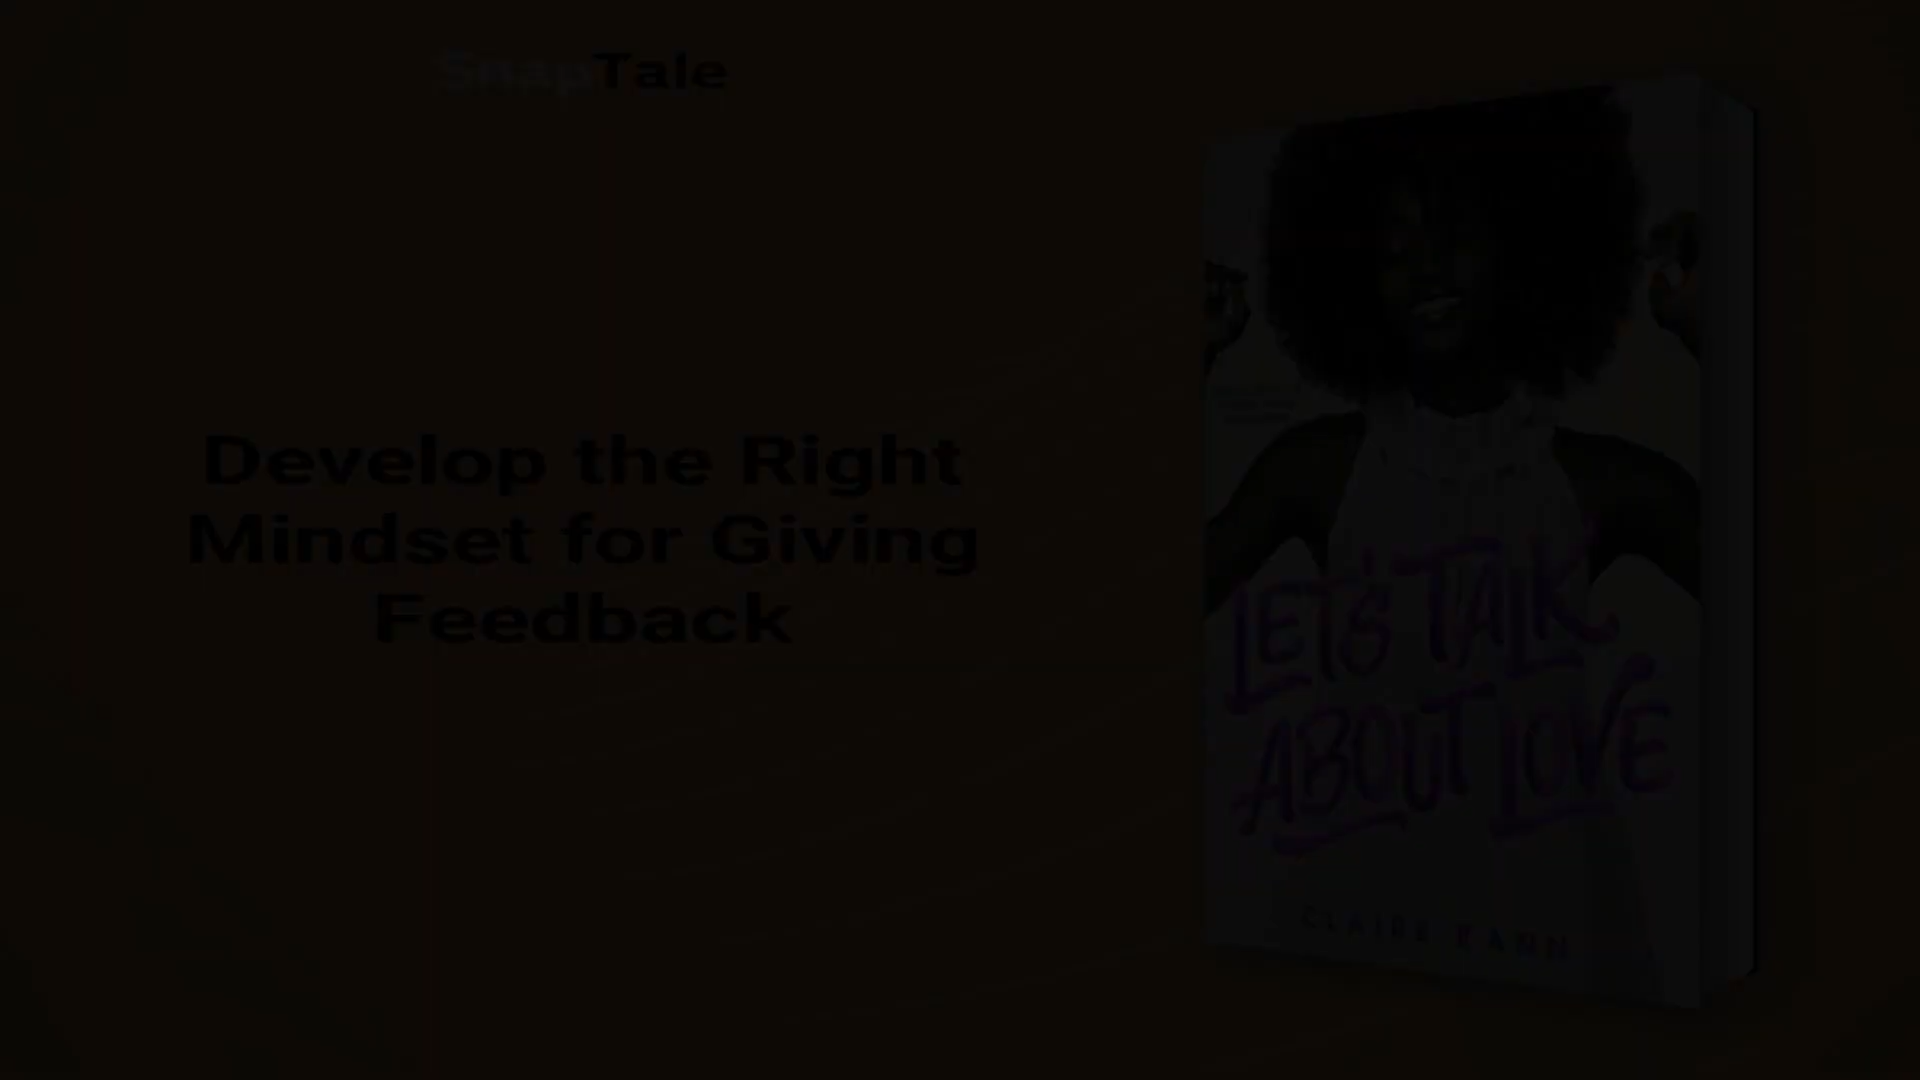 SnapTale
Develop the Right
Mindset for Giving
Feedback
LET'S TALK
ABOUT LOVE
CLAIRE KANN